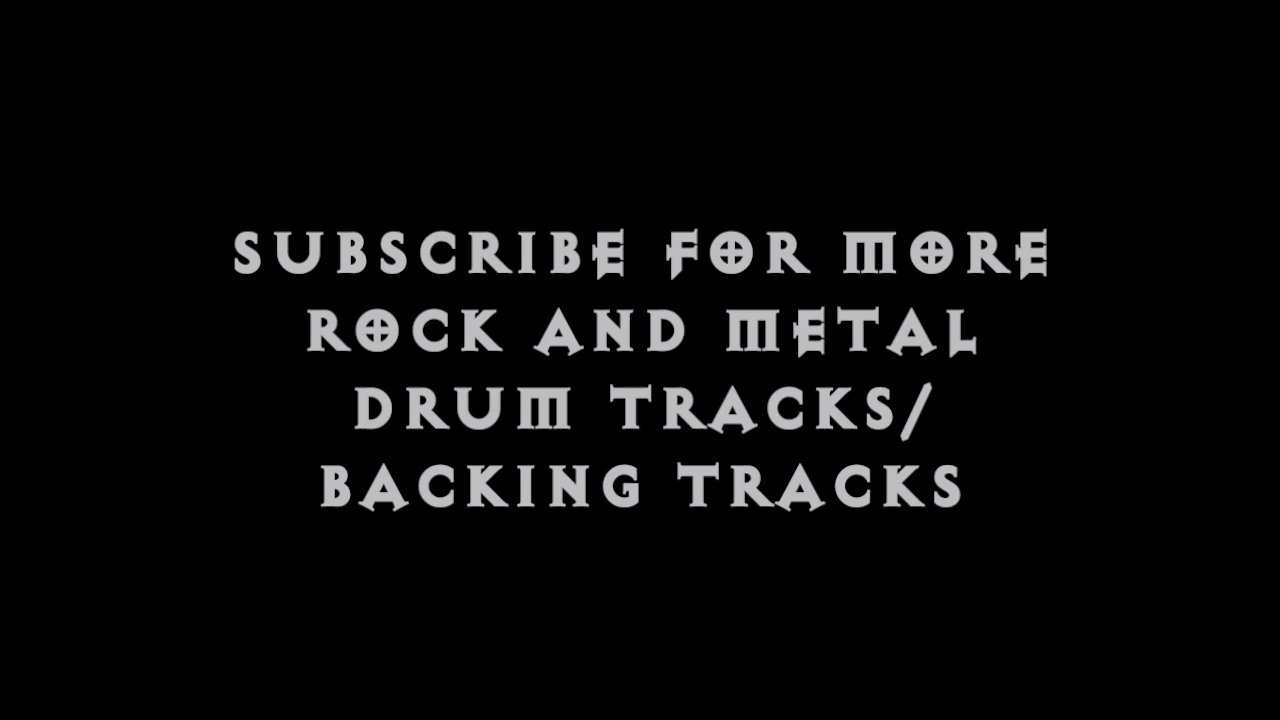 SUBSCRIBE FOR MORE
ROCK AND METAL
DRUM TRACKS/
BACKING TRACKS